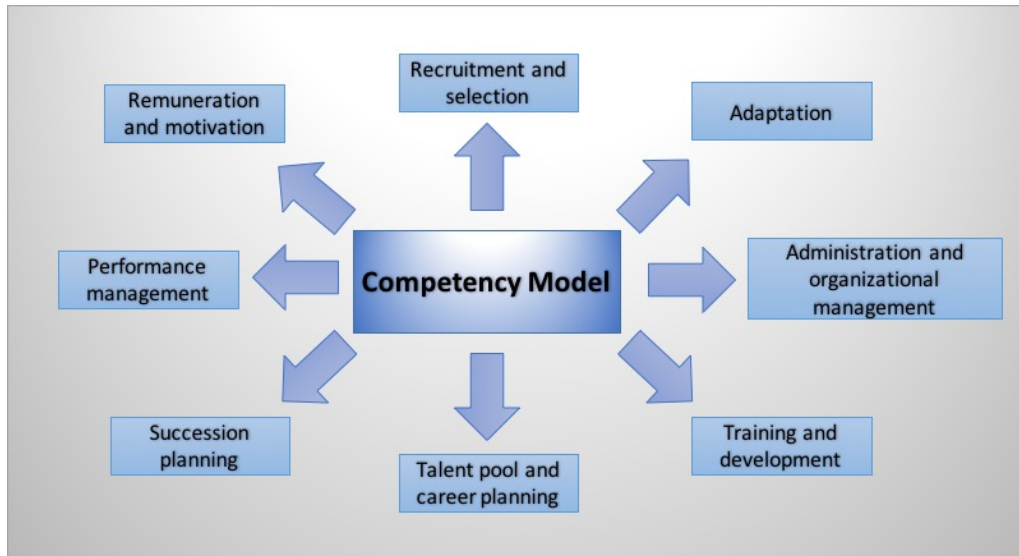 Recruitment and
selection
Remuneration
and motivation
Adaptation
Performance
management
Competency Model
Administration and
organizational
management
Succession
planning
Talent pool and
career planning
Training and
development